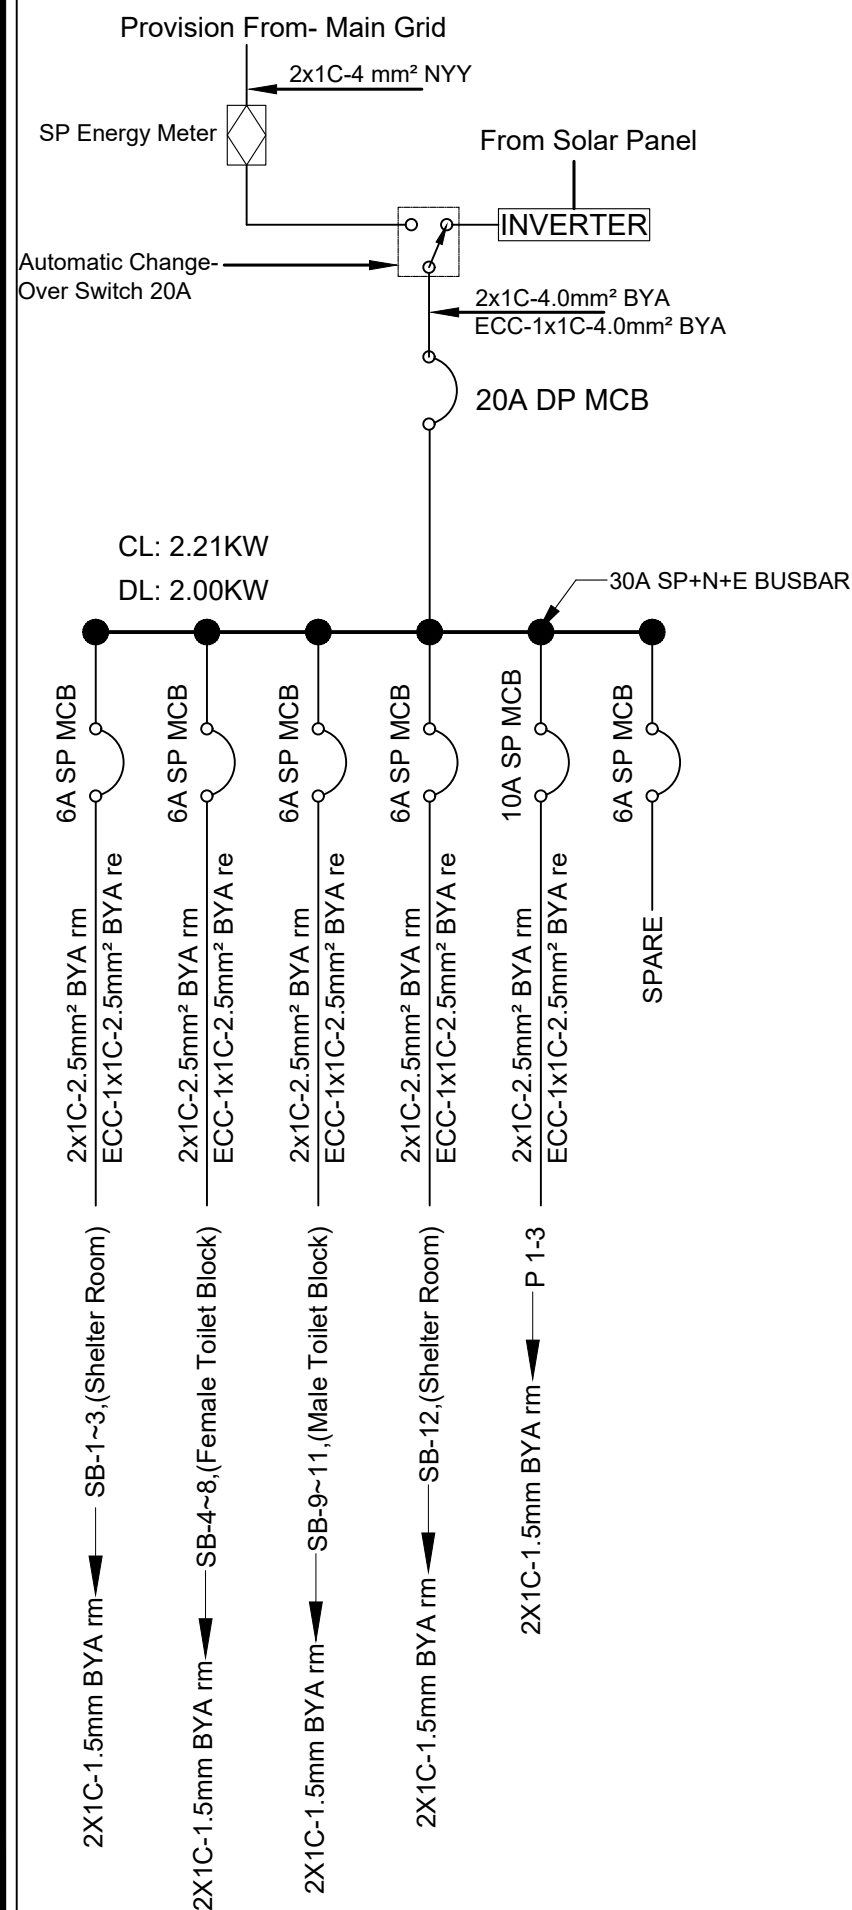 Provision From- Main Grid
2x1C-4 mm² NYY
SP Energy Meter
From Solar Panel
INVERTER
Automatic Change-
Over Switch 20A
2x1C-4.0mm² BYA
ECC-1x1C-4.0mm² BYA
20A DP MCB
CL: 2.21KW
DL: 2.00KW
30A SP+N+E BUSBAR
6A SP MCB
6A SP MCB
6A SP MCB
6A SP MCB
10A SP MCB
6A SP MCB
2x1C-2.5mm² BYA rm
ECC-1x1C-2.5mm² BYA re
2x1C-2.5mm² BYA rm
ECC-1x1C-2.5mm² BYA re
2x1C-2.5mm² BYA rm
ECC-1x1C-2.5mm² BYA re
2x1C-2.5mm² BYA rm
ECC-1x1C-2.5mm² BYA re
2x1C-2.5mm² BYA rm
ECC-1x1C-2.5mm² BYA re
SPARE
SB-1~3,(Shelter Room)
SB-4~8,(Female Toilet Block)
SB-9~11,(Male Toilet Block)
SB-12,(Shelter Room)
P 1-3
2X1C-1.5mm BYA rm
2X1C-1.5mm BYA rm
2X1C-1.5mm BYA rm
2X1C-1.5mm BYA rm
2X1C-1.5mm BYA rm